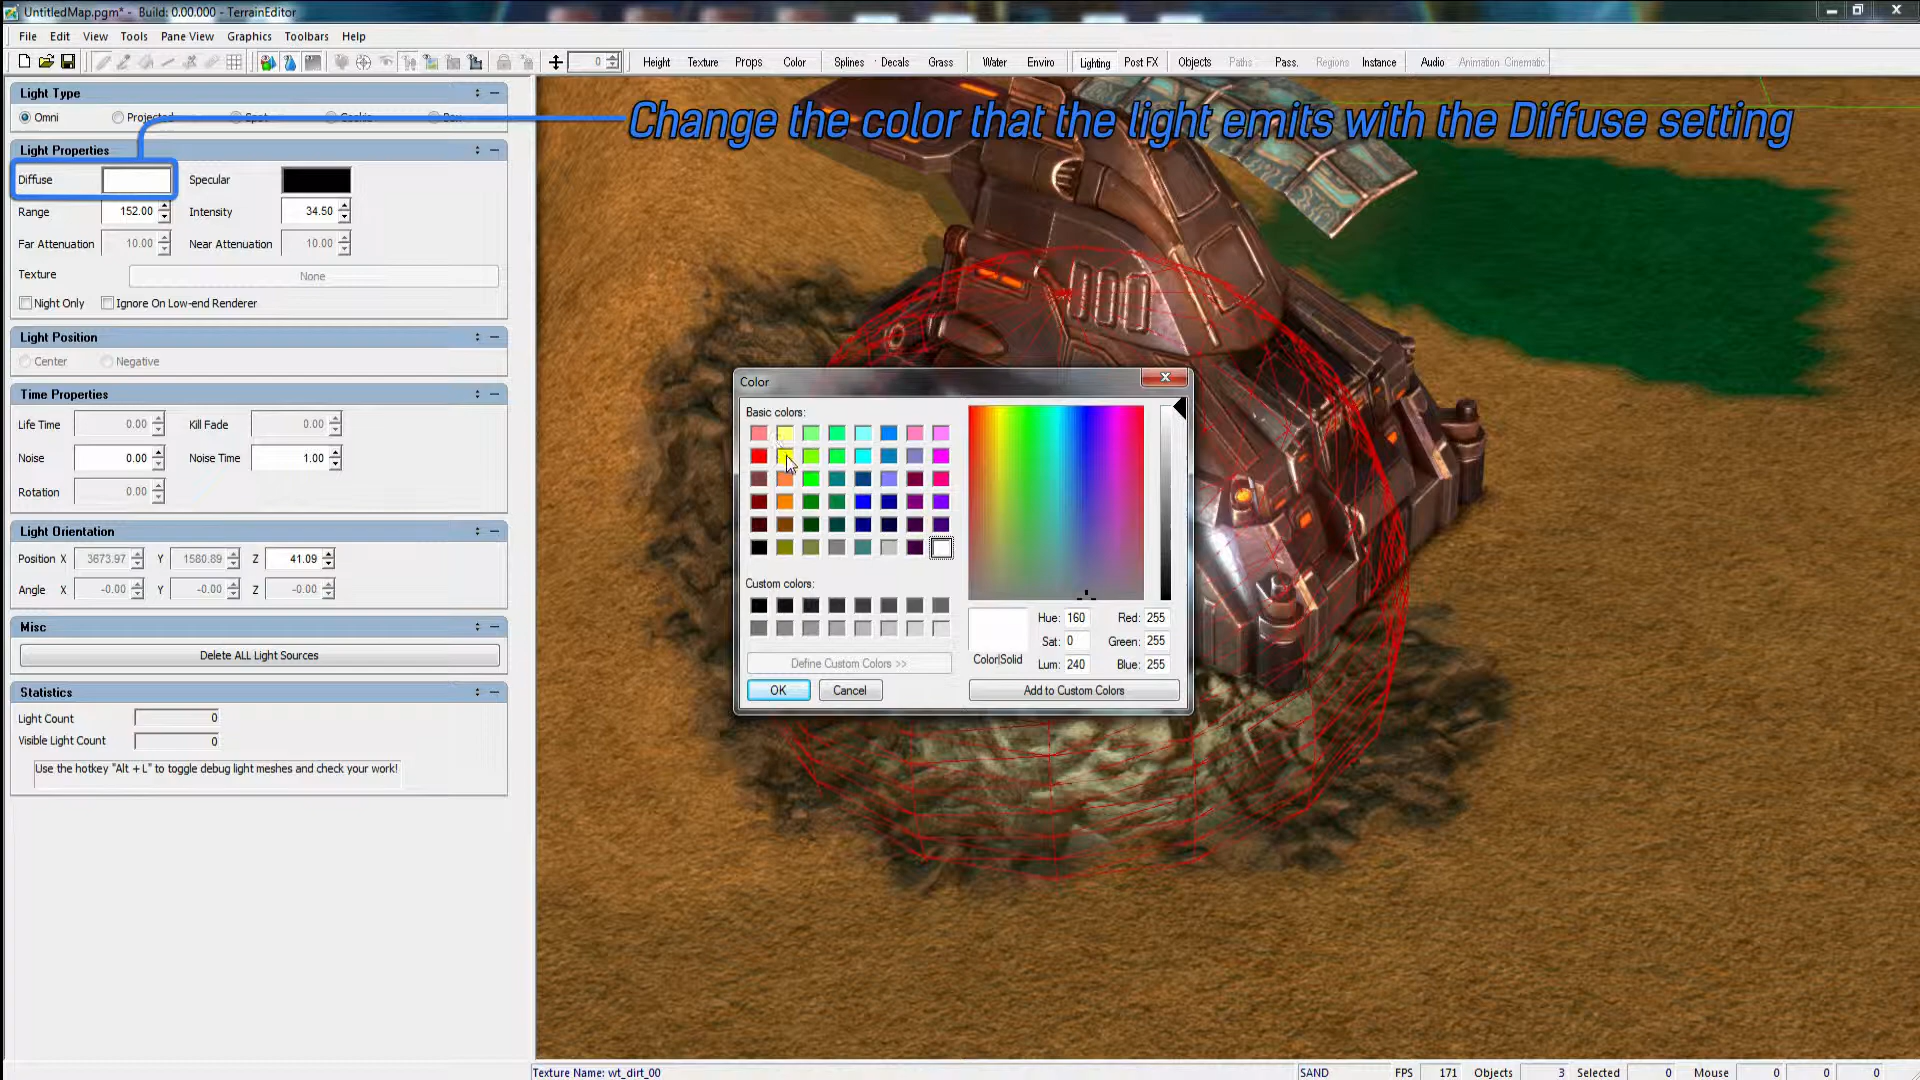 UntitledMap.pgm* - Build: 0.00.000 - TerrainEditor
File Edit View Tools Pane View Graphics Toolbars Help
0 Height Texture Props Color Splines Decals Grass Water Enviro Lighting Post FX Objects Paths Pass. Regions Instance Audio Animation Cinematic
Change the color that the light emits with the Diffuse setting
Light Type
Omni Projected Spot Cookie Box
Light Properties
Diffuse Specular
Range 152.00 Intensity 34.50
Far Attenuation 10.00 Near Attenuation 10.00
Texture None
Night Only Ignore On Low-end Renderer
Light Position
Center Negative
Time Properties
Life Time 0.00 Kill Fade 0.00
Noise 0.00 Noise Time 1.00
Rotation 0.00
Light Orientation
Position X 3673.97 Y 1580.89 Z 41.09
Angle X -0.00 Y -0.00 Z -0.00
Misc
Delete ALL Light Sources
Statistics
Light Count 0
Visible Light Count 0
Use the hotkey "Alt + L" to toggle debug light meshes and check your work!
Color
Basic colors:
Custom colors:
Define Custom Colors >>
OK Cancel
Hue: 160 Red: 255
Sat: 0 Green: 255
Color|Solid
Lum: 240 Blue: 255
Add to Custom Colors
Texture Name: wt_dirt_00 SAND FPS 171 Objects 3 Selected 0 Mouse 0 0 0